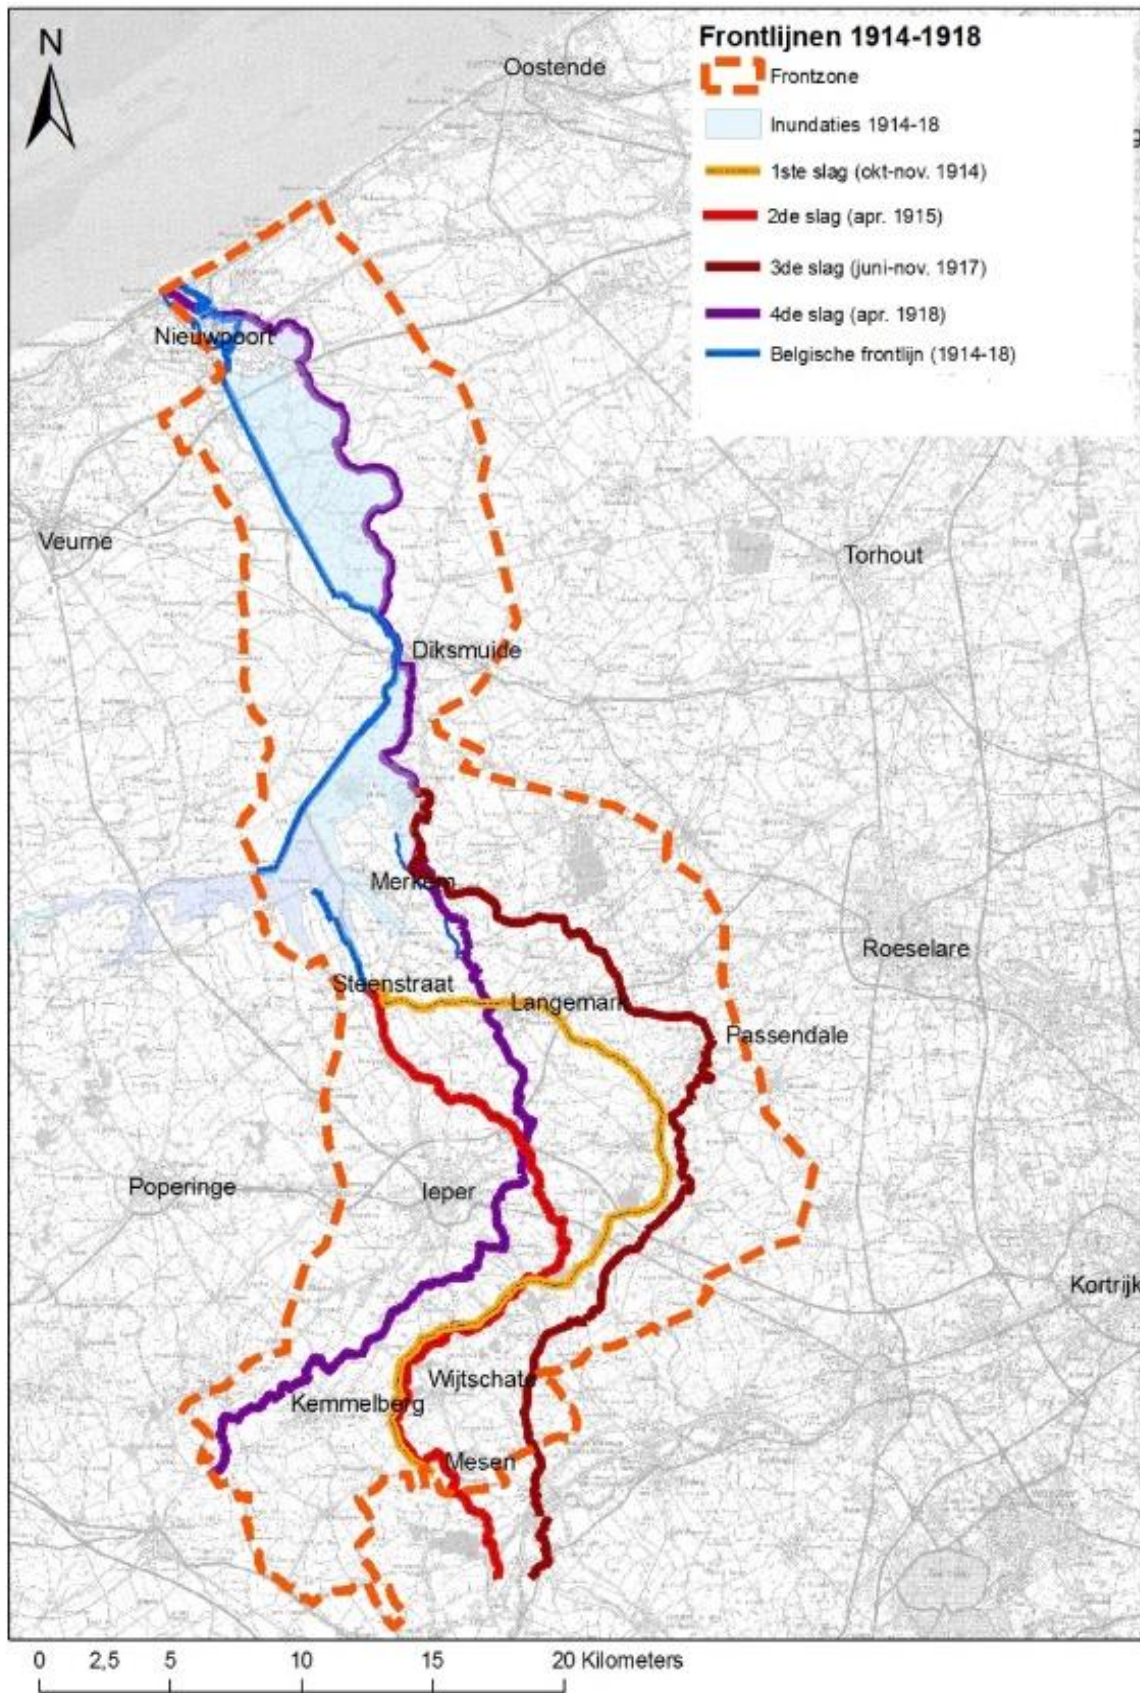 N
Oostende
Frontlijnen 1914-1918
Frontzone
Inundaties 1914-18
1ste slag (okt-nov. 1914)
2de slag (apr. 1915)
3de slag (juni-nov. 1917)
4de slag (apr. 1918)
Belgische frontlijn (1914-18)
Nieuwpoort
Veurne
Torhout
Diksmuide
Merkem
Roeselare
Steenstraat
Langemark
Passendale
Poperinge
Ieper
Kortrijk
Wijtschate
Kemmelberg
Mesen
0 2,5 5 10 15 20 Kilometers